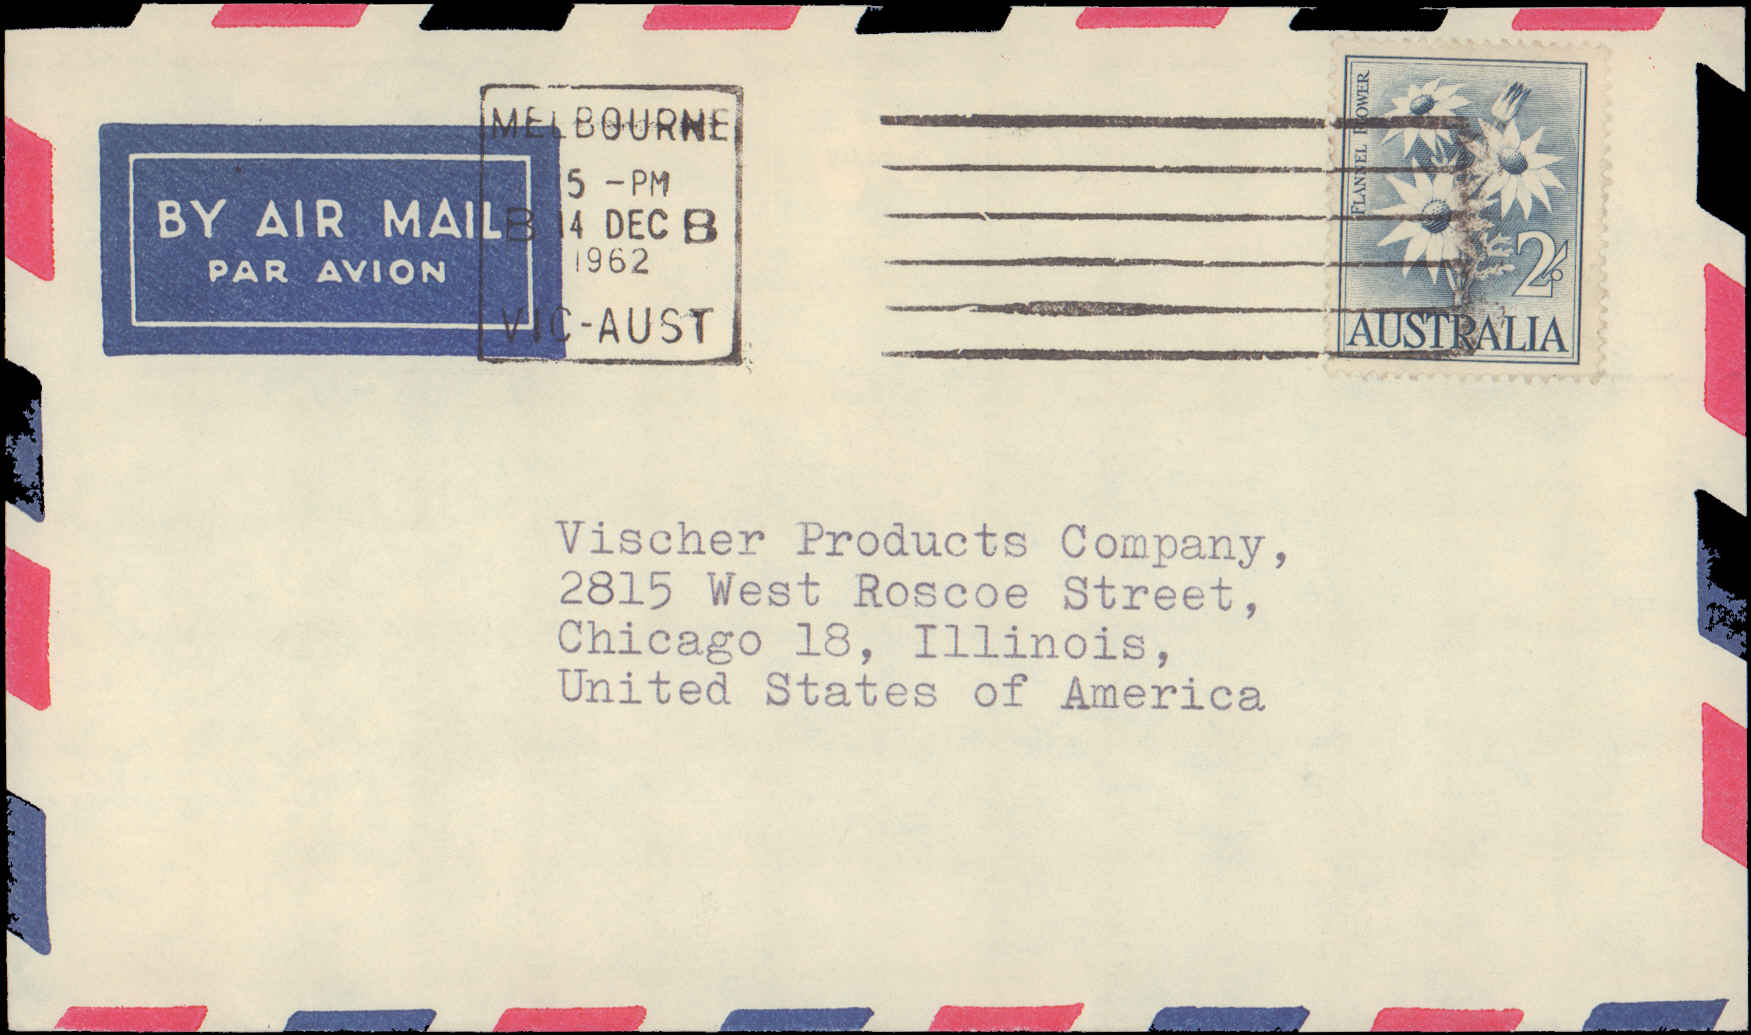 BY AIR MAIL
PAR AVION
MELBOURNE
5 -PM
B 14 DEC B
1962
VIC-AUST
FLANNEL FLOWER
2/-
AUSTRALIA
Vischer Products Company,
2815 West Roscoe Street,
Chicago 18, Illinois,
United States of America